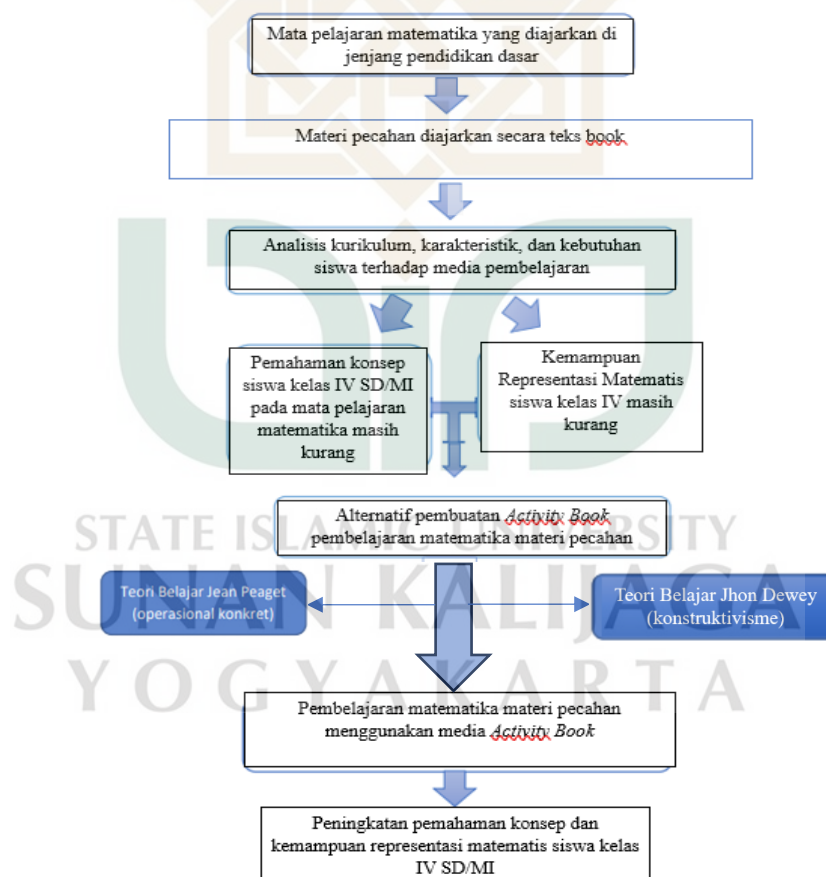 Mata pelajaran matematika yang diajarkan di
jenjang pendidikan dasar
Materi pecahan diajarkan secara teks book
Analisis kurikulum, karakteristik, dan kebutuhan
siswa terhadap media pembelajaran
Pemahaman konsep
siswa kelas IV SD/MI
pada mata pelajaran
matematika masih
kurang
Kemampuan
Representasi Matematis
siswa kelas IV masih
kurang
Alternatif pembuatan Activity Book
pembelajaran matematika materi pecahan
STATE ISLAMIC UNIVERSITY
SUNAN KALIJAGA
YOGYAKARTA
Teori Belajar Jean Peaget
(operasional konkret)
Teori Belajar Jhon Dewey
(konstruktivisme)
Pembelajaran matematika materi pecahan
menggunakan media Activity Book
Peningkatan pemahaman konsep dan
kemampuan representasi matematis siswa kelas
IV SD/MI